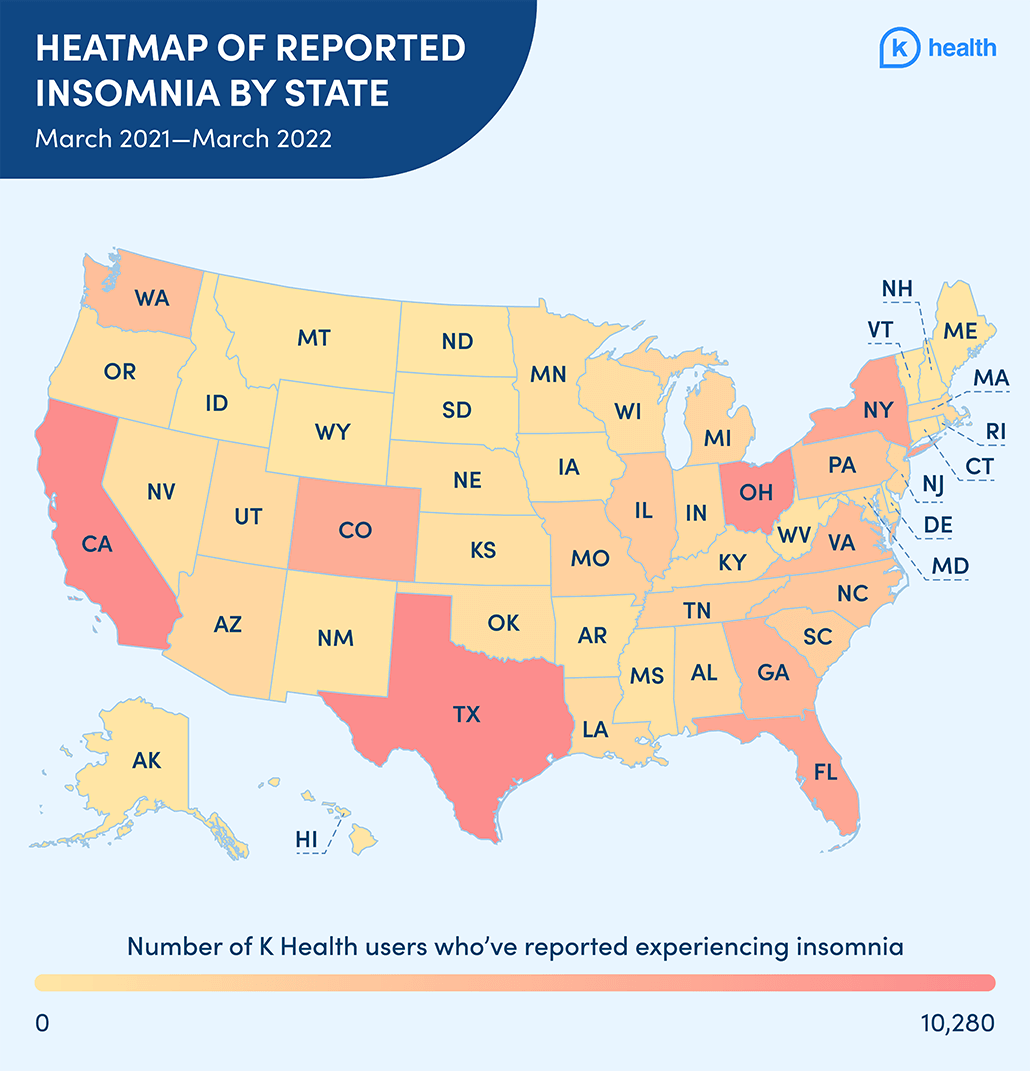 HEATMAP OF REPORTED
INSOMNIA BY STATE
March 2021—March 2022
k health
WA
OR
CA
NV
ID
MT
WY
UT
CO
AZ
NM
ND
SD
NE
KS
OK
TX
MN
IA
MO
AR
LA
WI
IL
MI
IN
OH
KY
TN
MS
AL
GA
FL
SC
NC
VA
WV
PA
NY
VT
NH
ME
MA
RI
CT
NJ
DE
MD
AK
HI
Number of K Health users who’ve reported experiencing insomnia
0
10,280